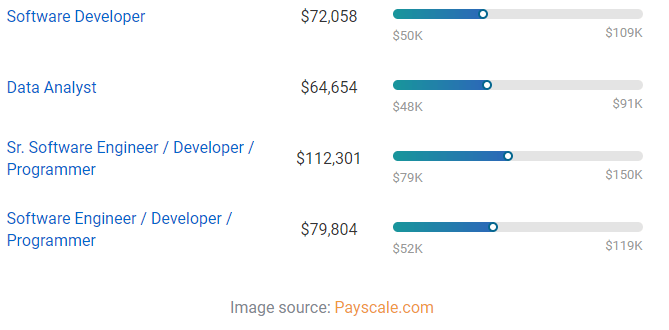 Software Developer $72,058
$50K $109K
Data Analyst $64,654
$48K $91K
Sr. Software Engineer / Developer /
Programmer
$112,301
$79K $150K
Software Engineer / Developer /
Programmer
$79,804
$52K $119K
Image source: Payscale.com